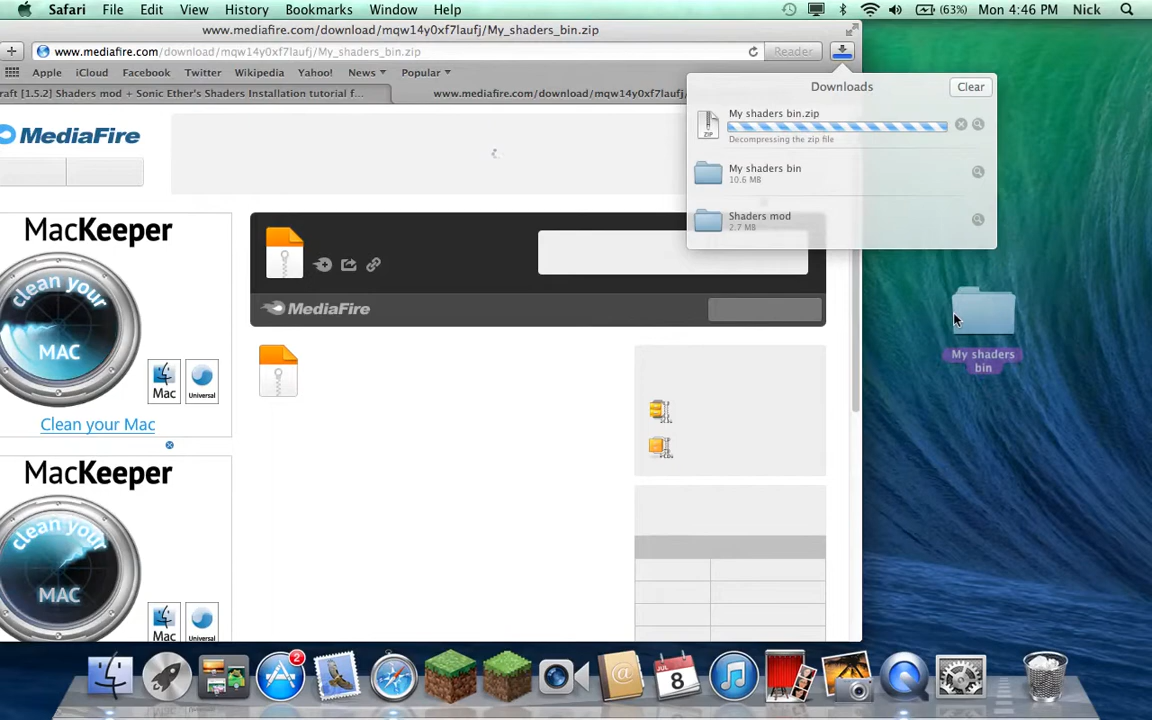 Safari File Edit View History Bookmarks Window Help (63%) Mon 4:46 PM Nick
www.mediafire.com/download/mqw14y0xf7laufj/My_shaders_bin.zip
www.mediafire.com/download/mqw14y0xf7laufj/My_shaders_bin.zip Reader
Apple iCloud Facebook Twitter Wikipedia Yahoo! News Popular
raft [1.5.2] Shaders mod + Sonic Ether's Shaders Installation tutorial f... www.mediafire.com/download/mqw14y0xf7laufj/
Downloads Clear
My shaders bin.zip
ZIP
Decompressing the zip file
My shaders bin
10.6 MB
Shaders mod
2.7 MB
MediaFire
MacKeeper
clean your
MAC
Mac Universal
Clean your Mac
MediaFire
My shaders
bin
MacKeeper
clean your
MAC
Mac Universal
2
JUL
8